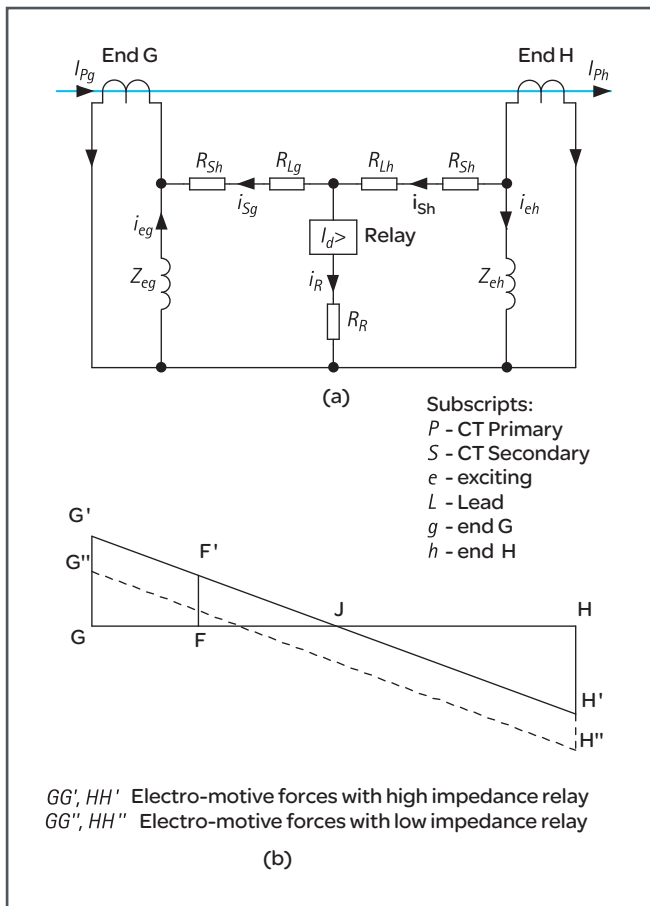 End G
End H
I_Pg
I_Ph
R_Sh
R_Lg
R_Lh
R_Sh
i_Sg
i_Sh
i_eg
i_eh
I_d>
Relay
Z_eg
i_R
Z_eh
R_R
(a)
Subscripts:
P - CT Primary
S - CT Secondary
e - exciting
L - Lead
g - end G
h - end H
G'
F'
G"
J
H
G
F
H'
H"
GG', HH' Electro-motive forces with high impedance relay
GG", HH" Electro-motive forces with low impedance relay
(b)